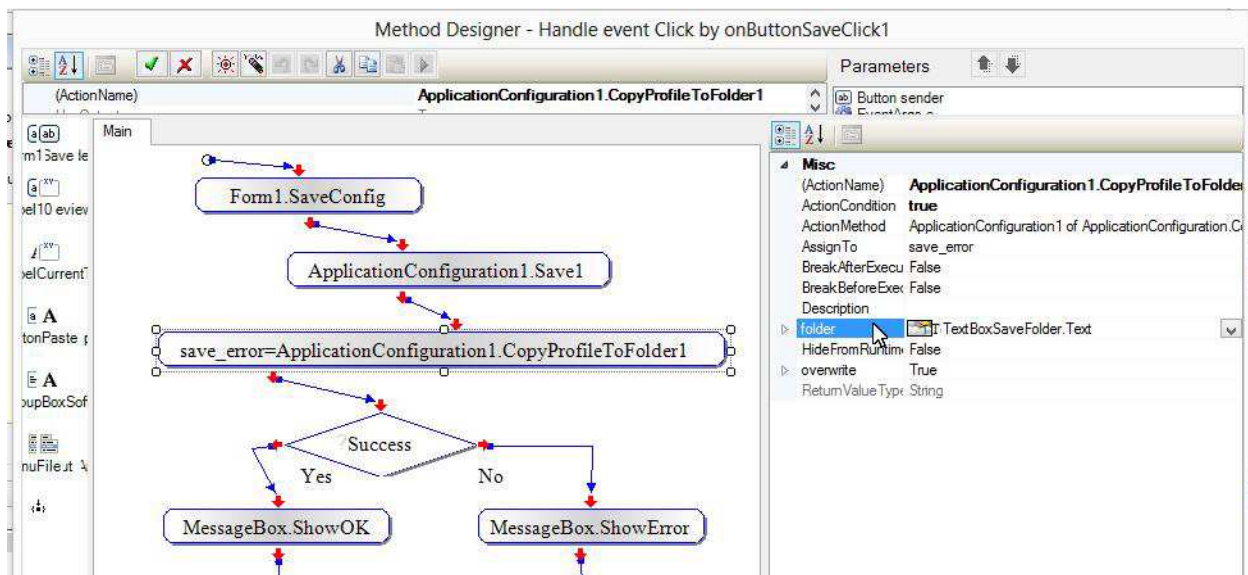 Method Designer - Handle event Click by onButtonSaveClick1
Parameters
(ActionName) ApplicationConfiguration1.CopyProfileToFolder1
Button sender
EventArgs e
Main
Form1.SaveConfig
ApplicationConfiguration1.Save1
save_error=ApplicationConfiguration1.CopyProfileToFolder1
?Success
Yes
No
MessageBox.ShowOK
MessageBox.ShowError
Misc
(ActionName) ApplicationConfiguration1.CopyProfileToFolder
ActionCondition true
ActionMethod ApplicationConfiguration1 of ApplicationConfiguration.C
AssignTo save_error
BreakAfterExecu False
BreakBeforeExec False
Description
folder T TextBoxSaveFolder.Text
HideFromRuntime False
overwrite True
ReturnValueType String